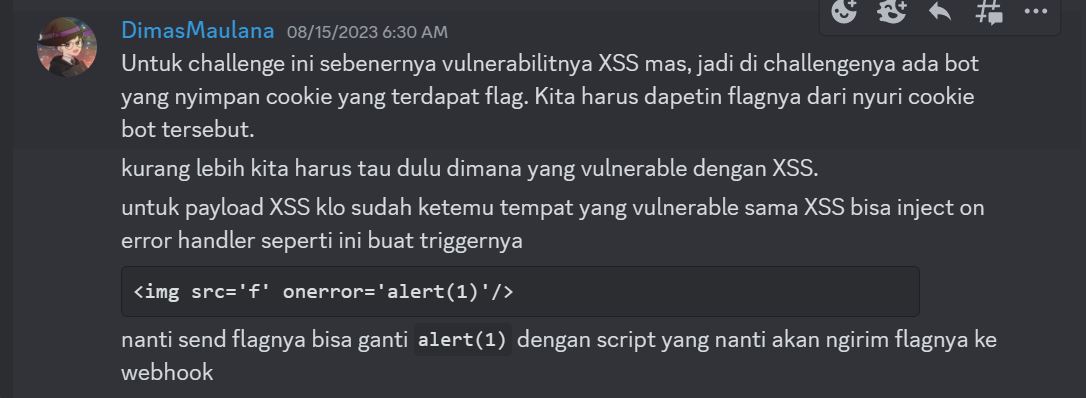 DimasMaulana 08/15/2023 6:30 AM
Untuk challenge ini sebenernya vulnerabilitnya XSS mas, jadi di challengenya ada bot
yang nyimpan cookie yang terdapat flag. Kita harus dapetin flagnya dari nyuri cookie
bot tersebut.
kurang lebih kita harus tau dulu dimana yang vulnerable dengan XSS.
untuk payload XSS klo sudah ketemu tempat yang vulnerable sama XSS bisa inject on
error handler seperti ini buat triggernya
<img src='f' onerror='alert(1)'/>
nanti send flagnya bisa ganti alert(1) dengan script yang nanti akan ngirim flagnya ke
webhook